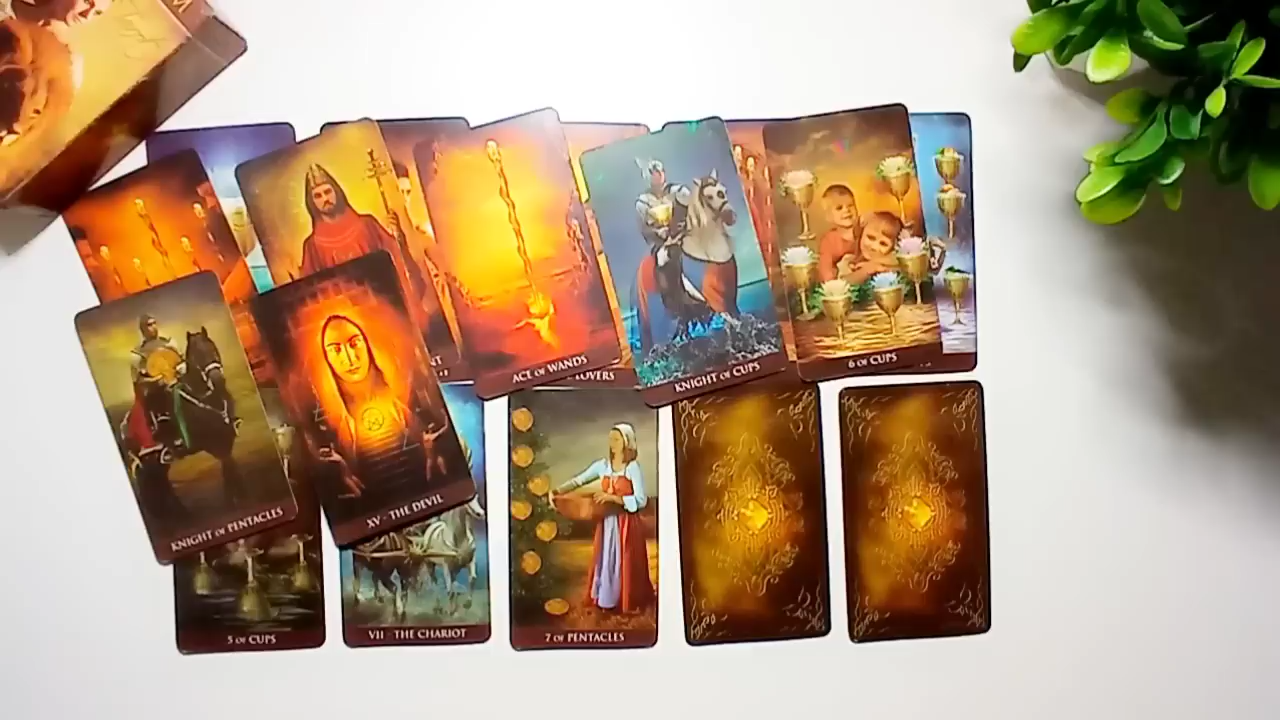 ACE OF WANDS
LOVERS
KNIGHT OF CUPS
6 OF CUPS
KNIGHT OF PENTACLES
XV - THE DEVIL
5 OF CUPS
VII THE CHARIOT
7 OF PENTACLES